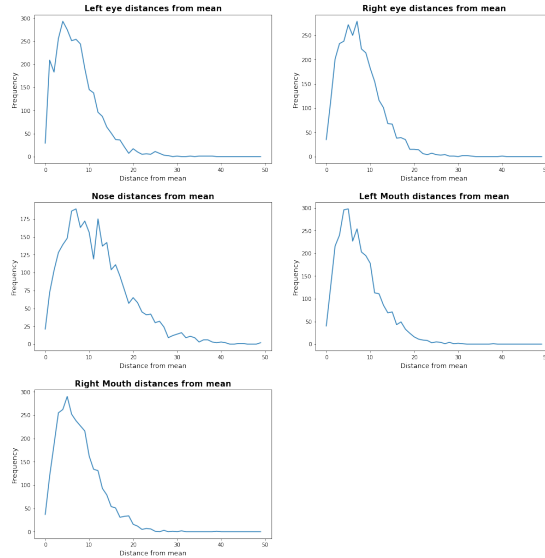 Left eye distances from mean
Frequency
300
250
200
150
100
50
0
0 10 20 30 40 50
Distance from mean
Right eye distances from mean
Frequency
250
200
150
100
50
0
0 10 20 30 40 50
Distance from mean
Nose distances from mean
Frequency
175
150
125
100
75
50
25
0
0 10 20 30 40 50
Distance from mean
Left Mouth distances from mean
Frequency
300
250
200
150
100
50
0
0 10 20 30 40 50
Distance from mean
Right Mouth distances from mean
Frequency
300
250
200
150
100
50
0
0 10 20 30 40 50
Distance from mean